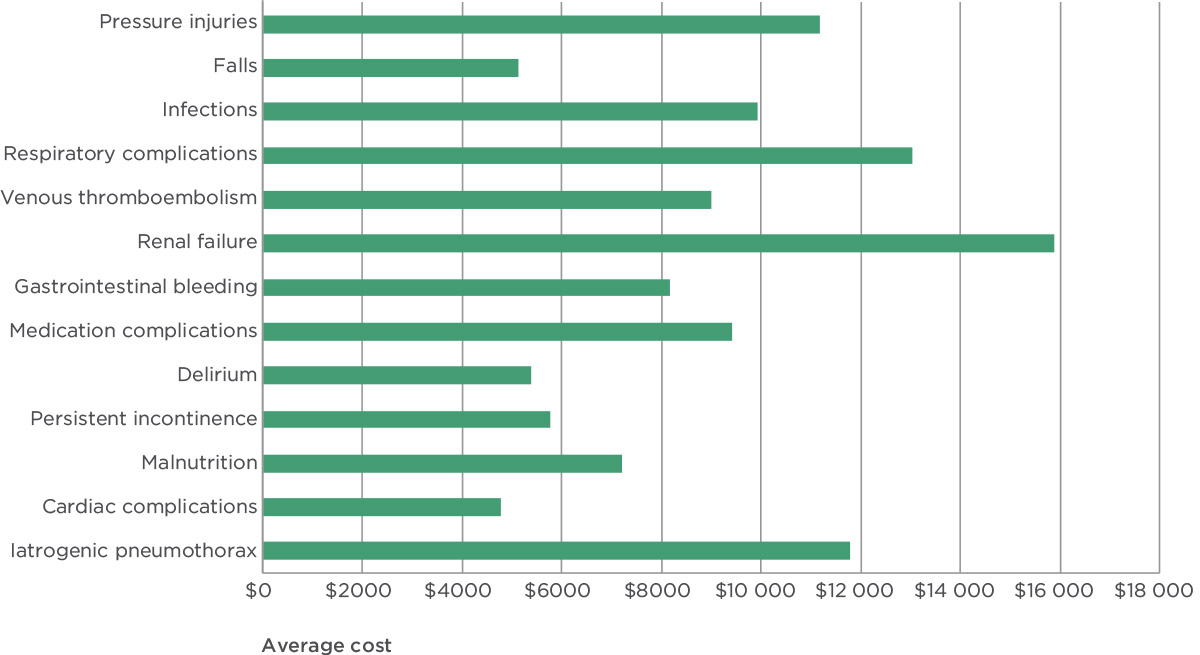 Pressure injuries
Falls
Infections
Respiratory complications
Venous thromboembolism
Renal failure
Gastrointestinal bleeding
Medication complications
Delirium
Persistent incontinence
Malnutrition
Cardiac complications
Iatrogenic pneumothorax
$0 $2000 $4000 $6000 $8000 $10 000 $12 000 $14 000 $16 000 $18 000
Average cost